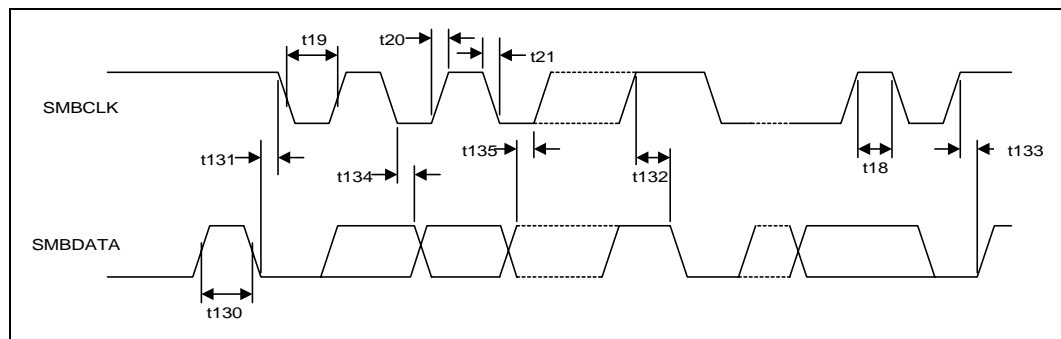 t19
t20
t21
SMBCLK
t131
t134
t135
t132
t18
t133
SMBDATA
t130